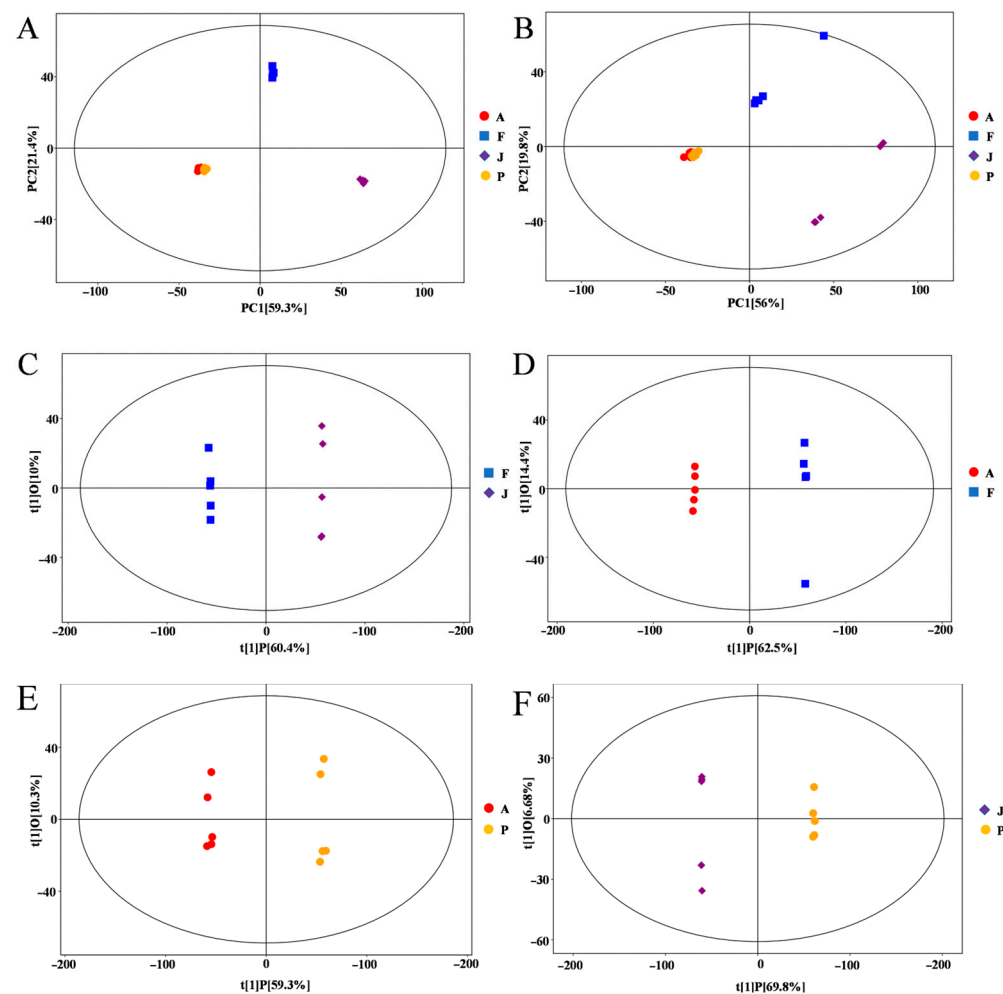 A
B
PC2[21.4%]
40
0
−40
−100
−50
0
50
100
PC1[59.3%]
A
F
J
P
PC2[19.8%]
40
0
−40
−100
−50
0
50
100
PC1[56%]
A
F
J
P
C
D
t[1]O[10%]
40
0
−40
−200
−100
0
−100
−200
t[1]P[60.4%]
F
J
t[1]O[14.4%]
40
0
−40
−200
−100
0
−100
−200
t[1]P[62.5%]
A
F
E
F
t[1]O[10.3%]
40
0
−40
−200
−100
0
−100
−200
t[1]P[59.3%]
A
P
t[1]O[6.68%]
60
30
0
−30
−60
−200
−100
0
−100
−200
t[1]P[69.8%]
J
P